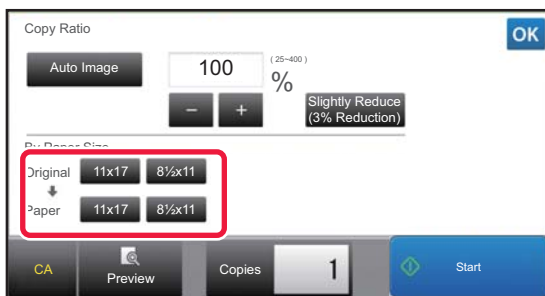 Copy Ratio
OK
Auto Image
100
(25~400)
%
−
+
Slightly Reduce
(3% Reduction)
By Paper Size
Original
11x17
8½x11
Paper
11x17
8½x11
CA
Preview
Copies
1
Start